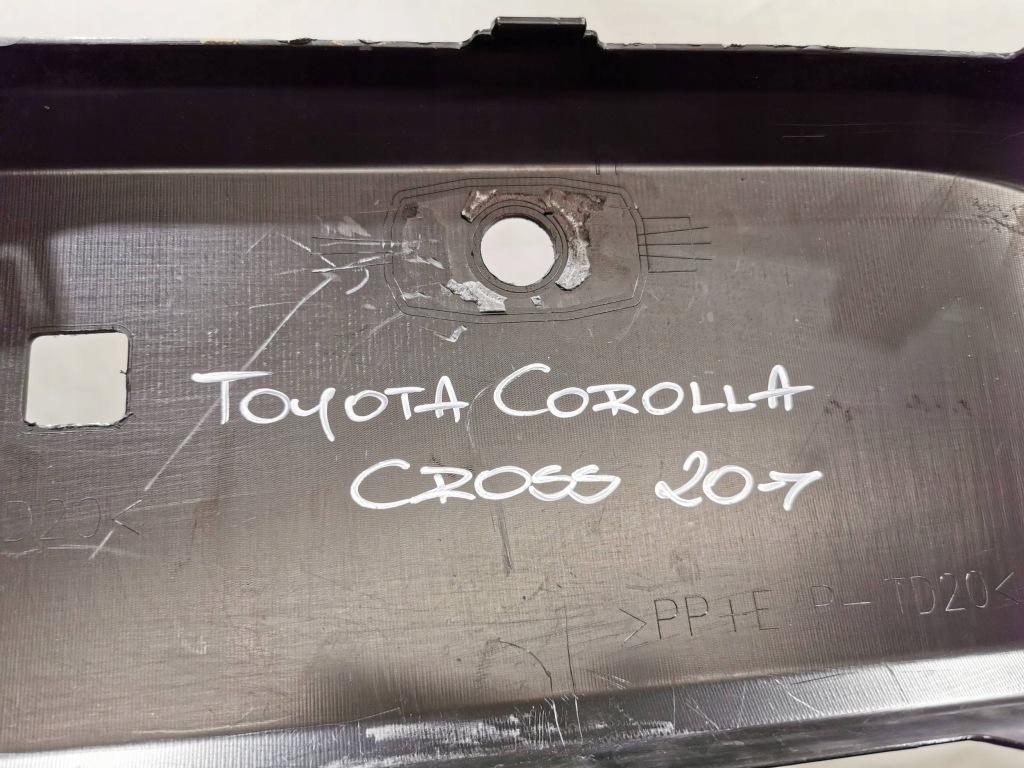 TOYOTA COROLLA
CROSS 20→
D20<
>PP+E P-TD20<